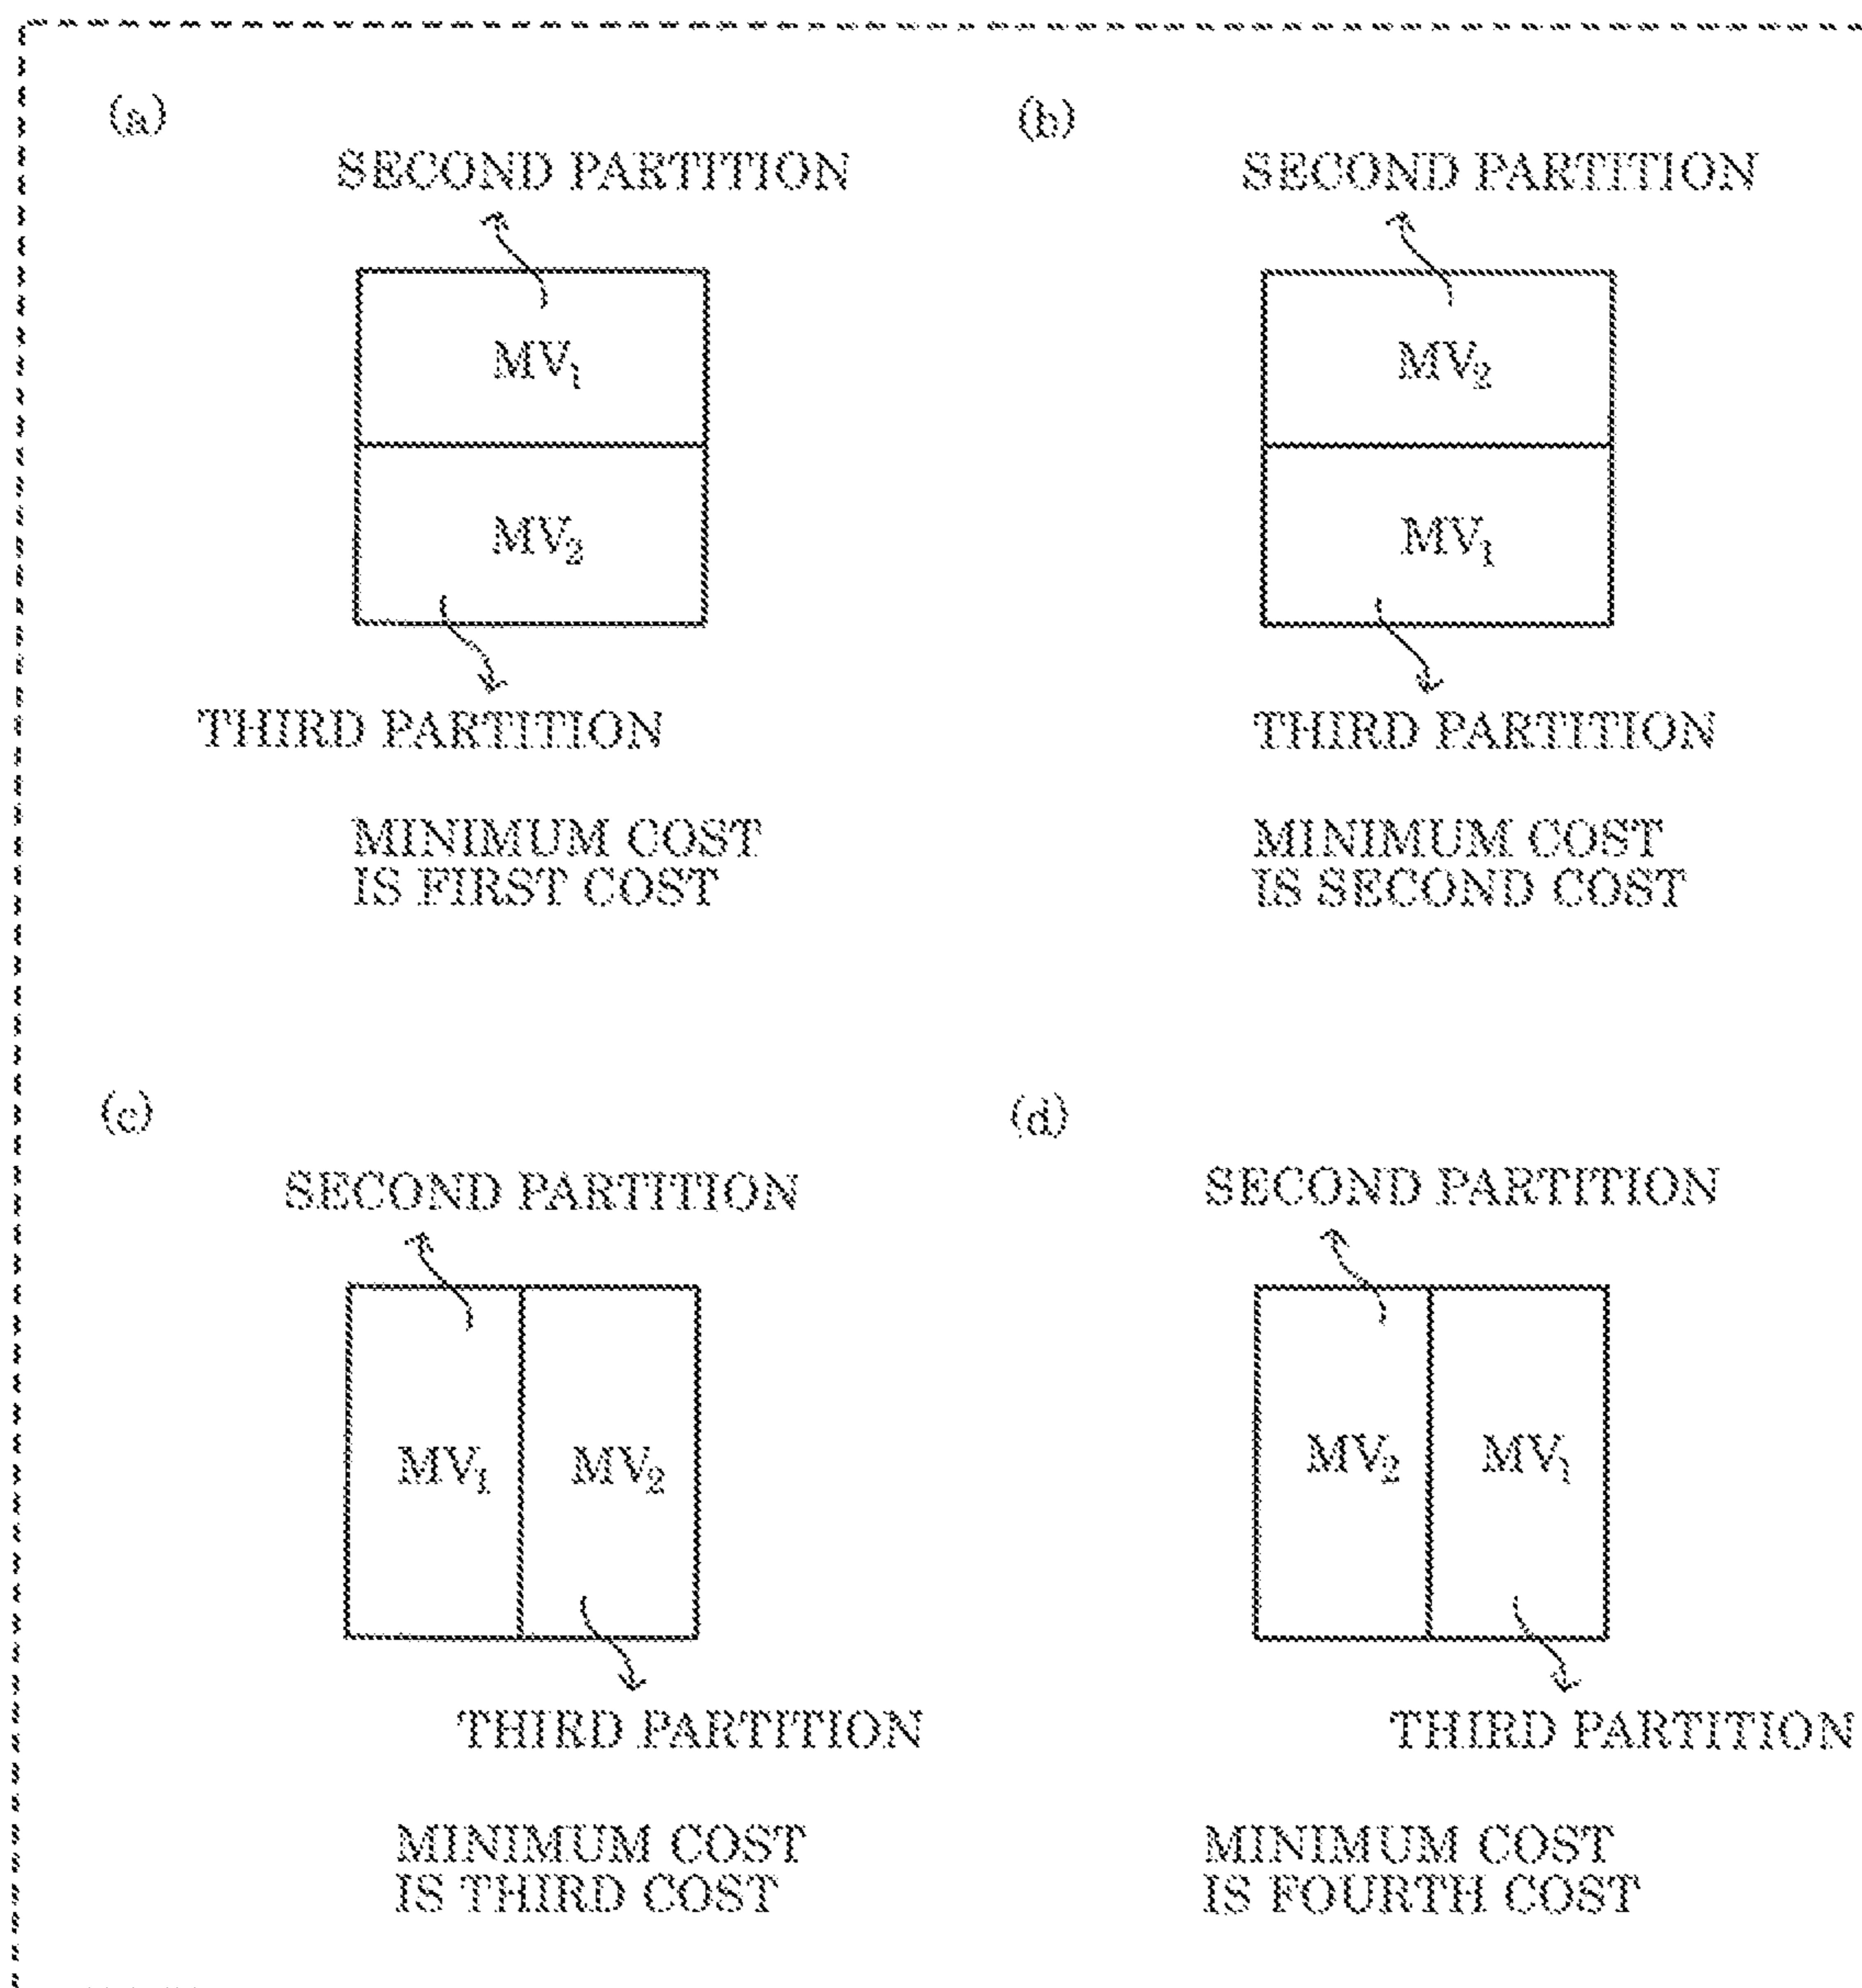 (a)
SECOND PARTITION
MV₁
MV₂
THIRD PARTITION
MINIMUM COST
IS FIRST COST
(b)
SECOND PARTITION
MV₂
MV₁
THIRD PARTITION
MINIMUM COST
IS SECOND COST
(c)
SECOND PARTITION
MV₁ MV₂
THIRD PARTITION
MINIMUM COST
IS THIRD COST
(d)
SECOND PARTITION
MV₂ MV₁
THIRD PARTITION
MINIMUM COST
IS FOURTH COST